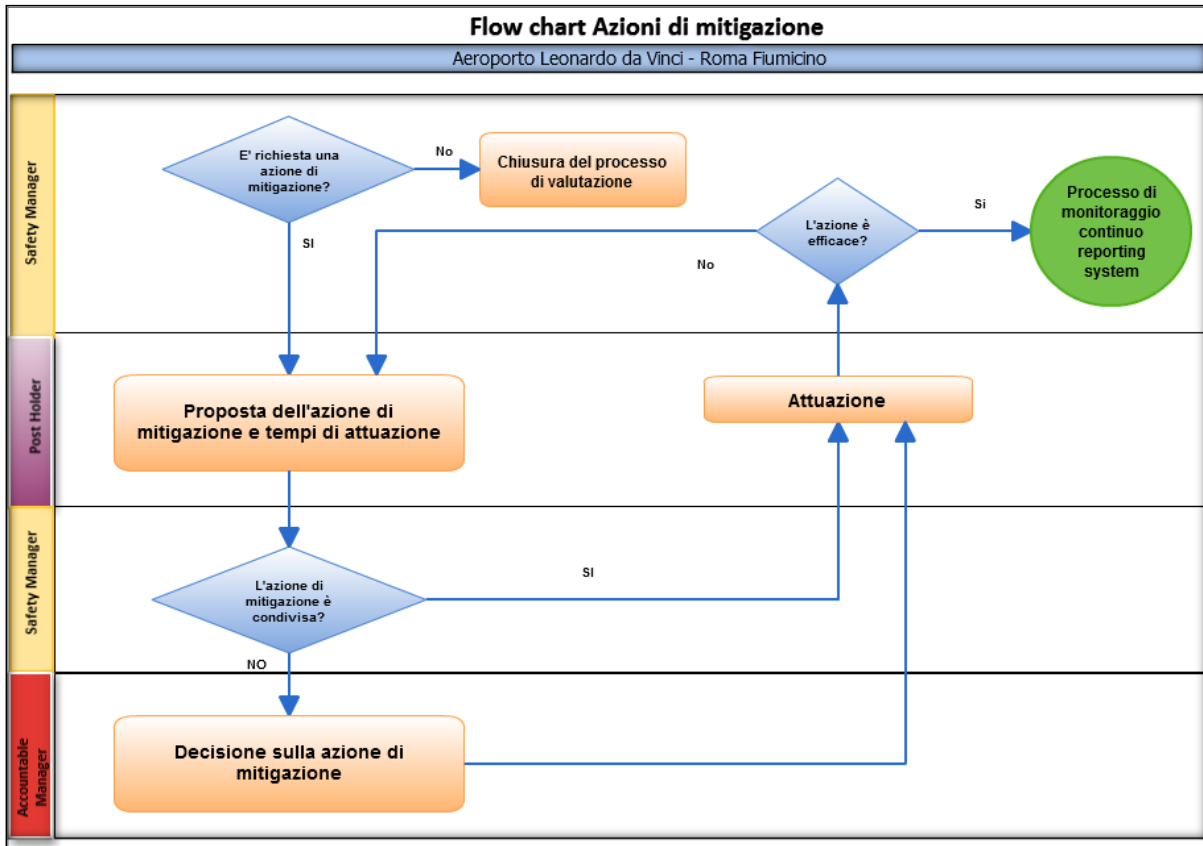 Flow chart Azioni di mitigazione
Aeroporto Leonardo da Vinci - Roma Fiumicino
Safety Manager
E' richiesta una
azione di
mitigazione?
No
Chiusura del processo
di valutazione
SI
L'azione è
efficace?
Si
No
Processo di
monitoraggio
continuo
reporting
system
Post Holder
Proposta dell'azione di
mitigazione e tempi di attuazione
Attuazione
Safety Manager
L'azione di
mitigazione è
condivisa?
SI
NO
Accountable
Manager
Decisione sulla azione di
mitigazione